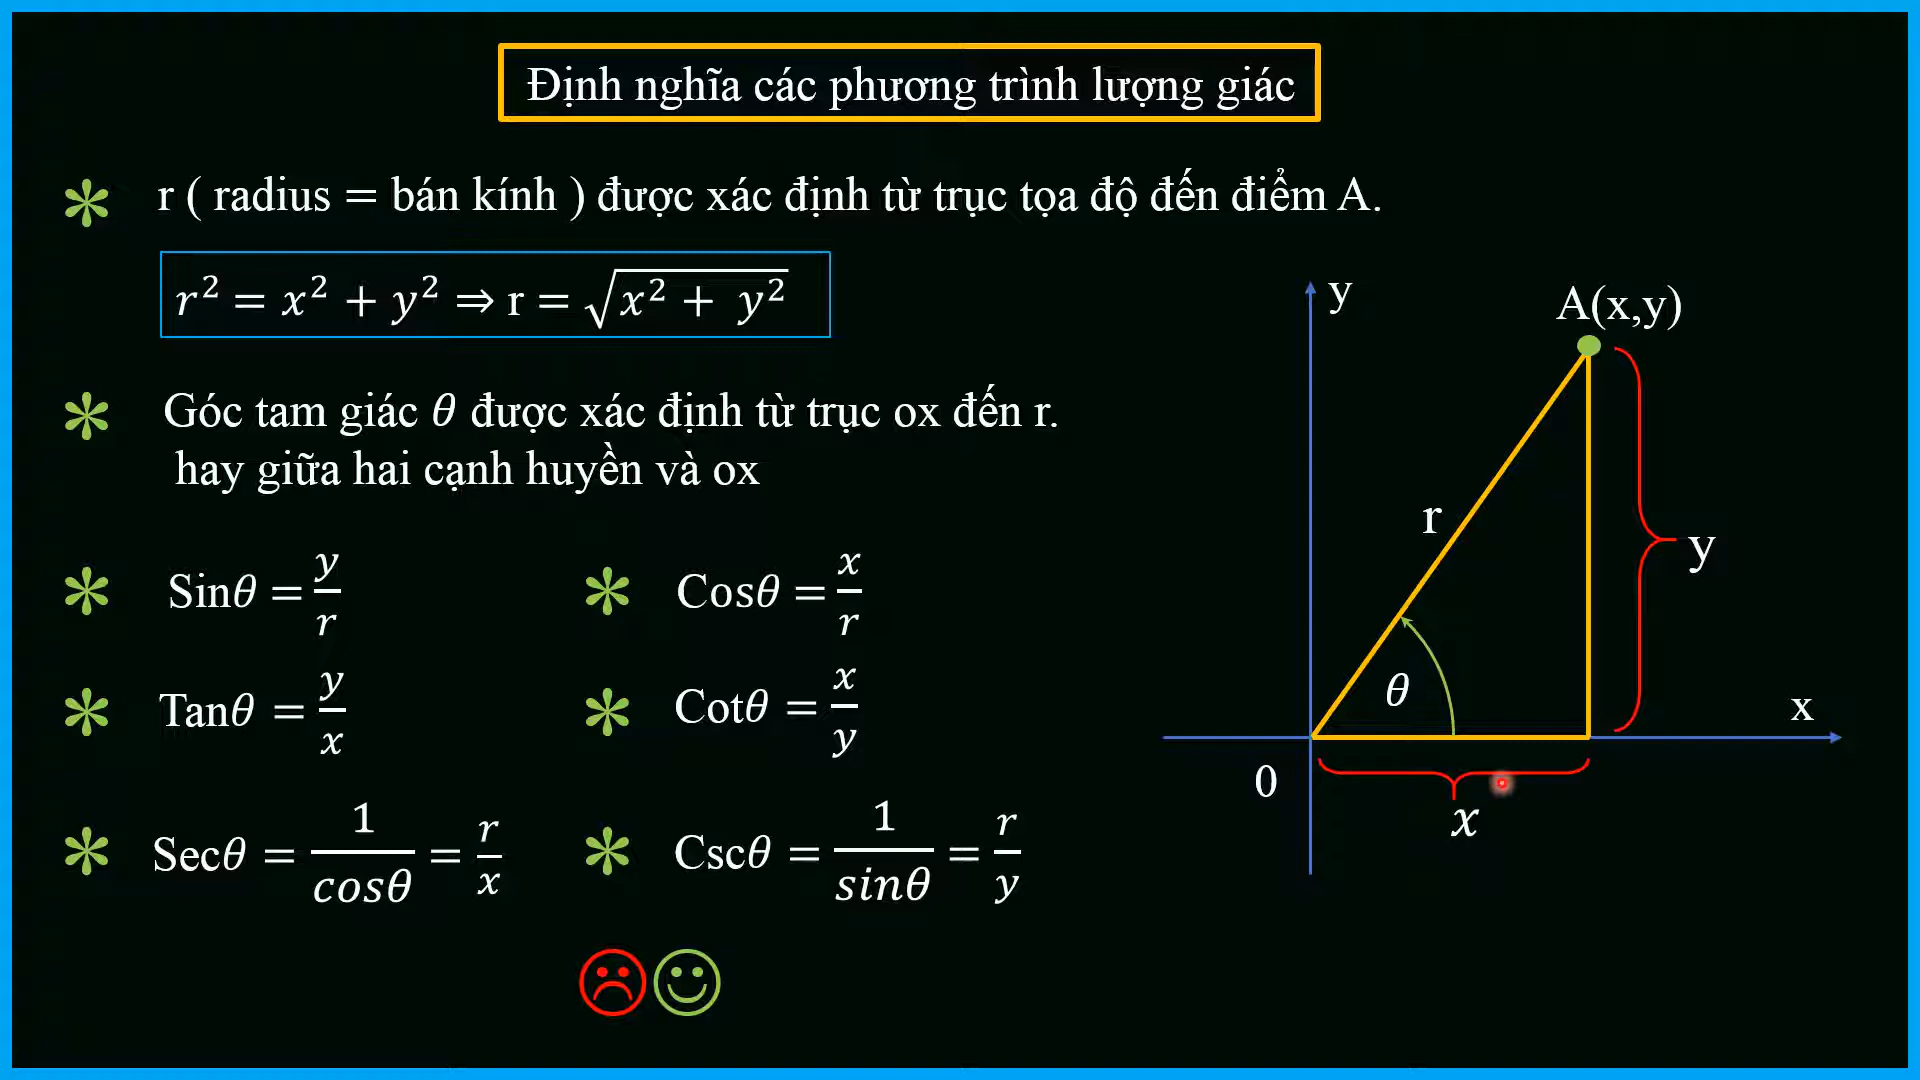 Định nghĩa các phương trình lượng giác
r ( radius = bán kính ) được xác định từ trục tọa độ đến điểm A.
r² = x² + y² ⇒ r = √(x² + y²)
Góc tam giác θ được xác định từ trục ox đến r.
hay giữa hai cạnh huyền và ox
Sinθ = y/r
Cosθ = x/r
Tanθ = y/x
Cotθ = x/y
Secθ = 1/cosθ = r/x
Cscθ = 1/sinθ = r/y
y
A(x,y)
r
y
θ
x
0
x